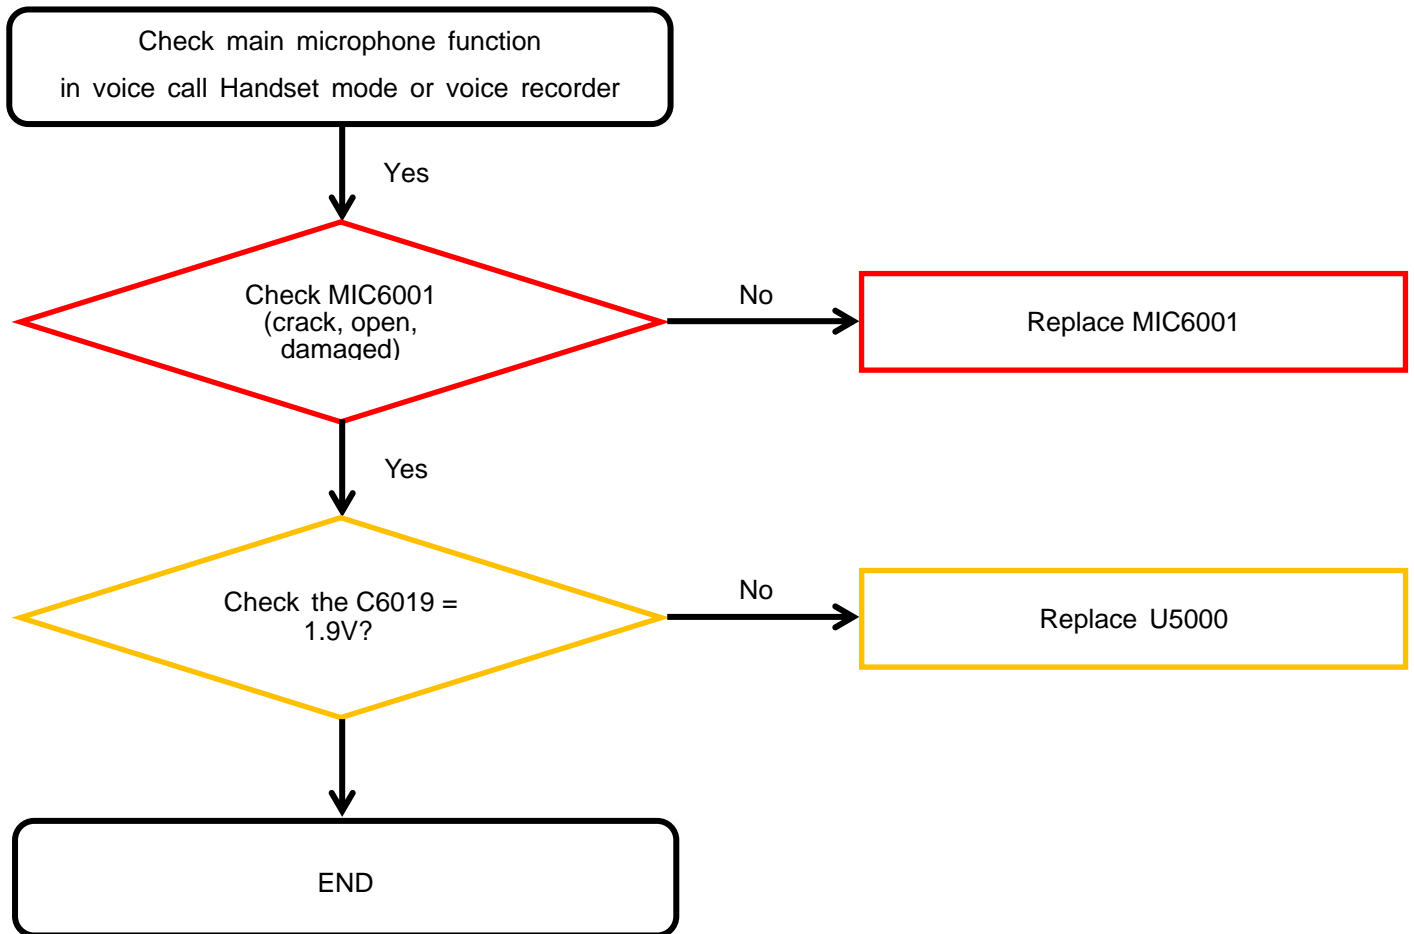 Check main microphone function
in voice call Handset mode or voice recorder
Yes
Check MIC6001
(crack, open,
damaged)
No
Replace MIC6001
Yes
Check the C6019 =
1.9V?
No
Replace U5000
END